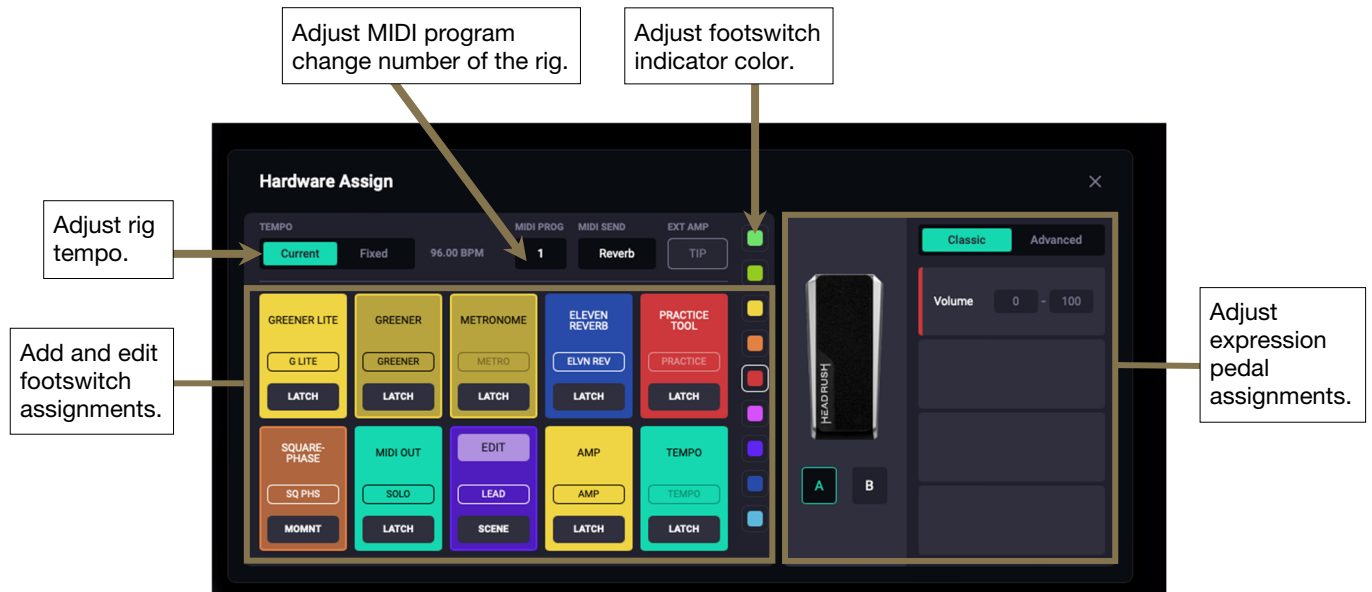 Adjust MIDI program
change number of the rig.
Adjust footswitch
indicator color.
Hardware Assign
Adjust rig
tempo.
TEMPO
MIDI PROG
MIDI SEND
EXT AMP
Current
Fixed
96.00 BPM
1
Reverb
TIP
Classic
Advanced
Volume
0 - 100
Add and edit
footswitch
assignments.
GREENER LITE
G LITE
LATCH
GREENER
GREENER
LATCH
METRONOME
METRO
LATCH
ELEVEN
REVERB
ELVN REV
LATCH
PRACTICE
TOOL
PRACTICE
LATCH
SQUARE-
PHASE
SQ PHS
MOMNT
MIDI OUT
SOLO
LATCH
EDIT
LEAD
SCENE
AMP
AMP
LATCH
TEMPO
TEMPO
LATCH
HEADRUSH
A
B
Adjust
expression
pedal
assignments.